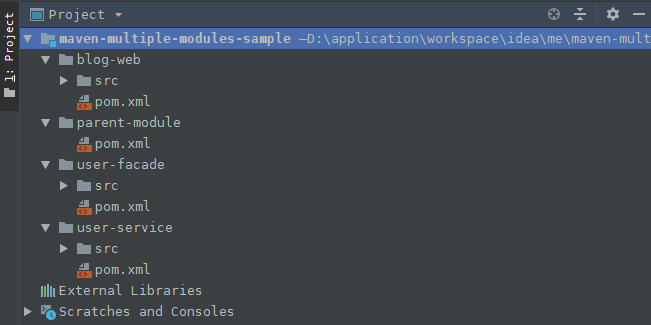 1: Project
Project
maven-multiple-modules-sample – D:\application\workspace\idea\me\maven-mult
blog-web
src
pom.xml
parent-module
pom.xml
user-facade
src
pom.xml
user-service
src
pom.xml
External Libraries
Scratches and Consoles